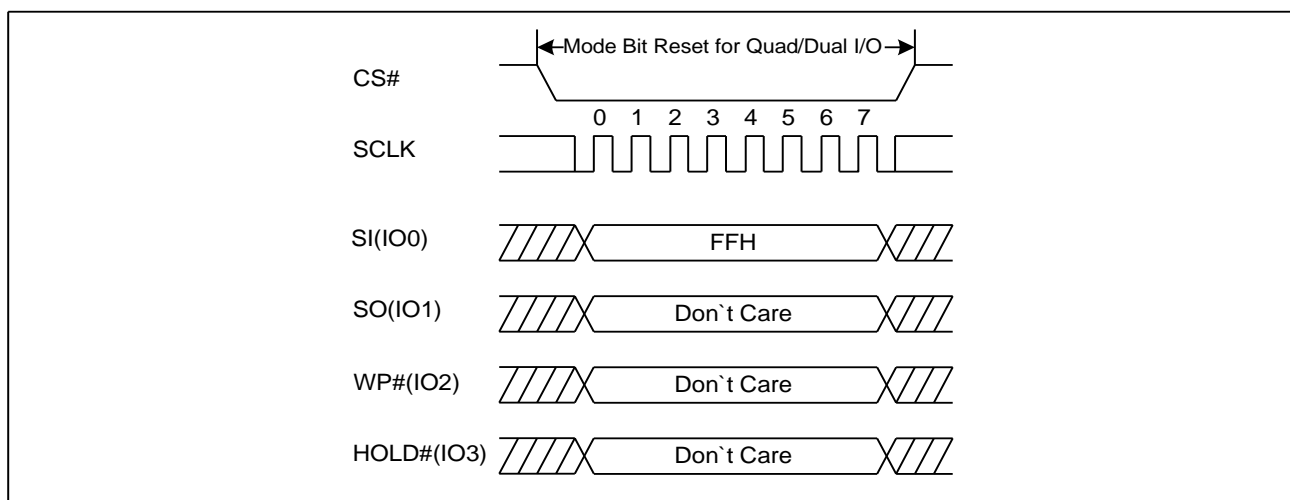 Mode Bit Reset for Quad/Dual I/O
CS#
0 1 2 3 4 5 6 7
SCLK
SI(IO0) FFH
SO(IO1) Don`t Care
WP#(IO2) Don`t Care
HOLD#(IO3) Don`t Care